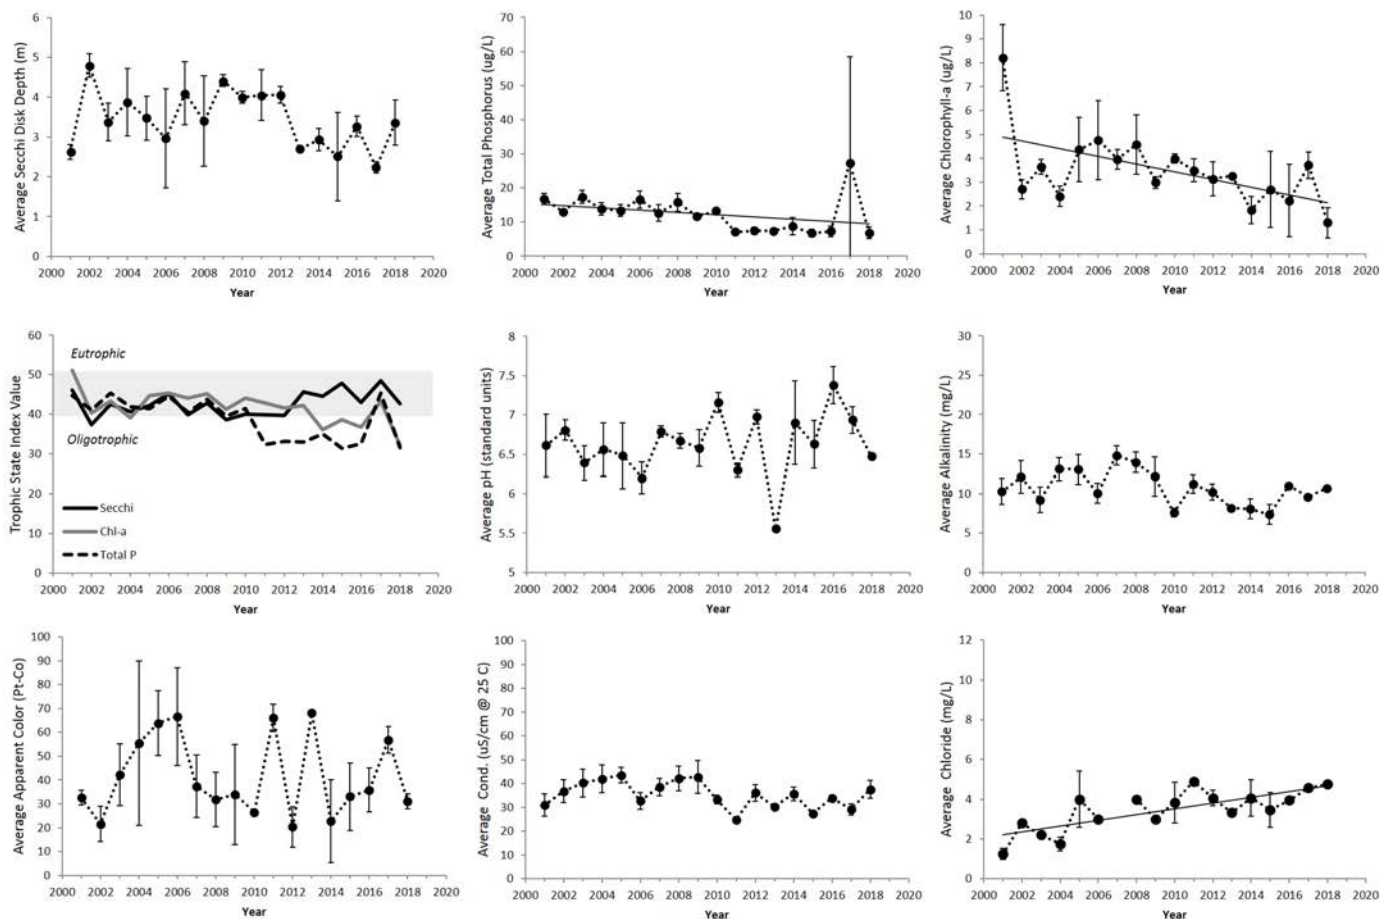 Average Secchi Disk Depth (m)
6
5
4
3
2
1
0
2000 2002 2004 2006 2008 2010 2012 2014 2016 2018 2020
Year
Average Total Phosphorus (ug/L)
70
60
50
40
30
20
10
0
2000 2002 2004 2006 2008 2010 2012 2014 2016 2018 2020
Year
Average Chlorophyll-a (ug/L)
10
9
8
7
6
5
4
3
2
1
0
2000 2002 2004 2006 2008 2010 2012 2014 2016 2018 2020
Year
Trophic State Index Value
60
50
40
30
20
10
0
Eutrophic
Oligotrophic
Secchi
Chl-a
Total P
2000 2002 2004 2006 2008 2010 2012 2014 2016 2018 2020
Year
Average pH (standard units)
8
7.5
7
6.5
6
5.5
5
2000 2002 2004 2006 2008 2010 2012 2014 2016 2018 2020
Year
Average Alkalinity (mg/L)
30
25
20
15
10
5
0
2000 2002 2004 2006 2008 2010 2012 2014 2016 2018 2020
Year
Average Apparent Color (Pt-Co)
100
90
80
70
60
50
40
30
20
10
0
2000 2002 2004 2006 2008 2010 2012 2014 2016 2018 2020
Year
Average Cond. (uS/cm @ 25 C)
100
90
80
70
60
50
40
30
20
10
0
2000 2002 2004 2006 2008 2010 2012 2014 2016 2018 2020
Year
Average Chloride (mg/L)
12
10
8
6
4
2
0
2000 2002 2004 2006 2008 2010 2012 2014 2016 2018 2020
Year